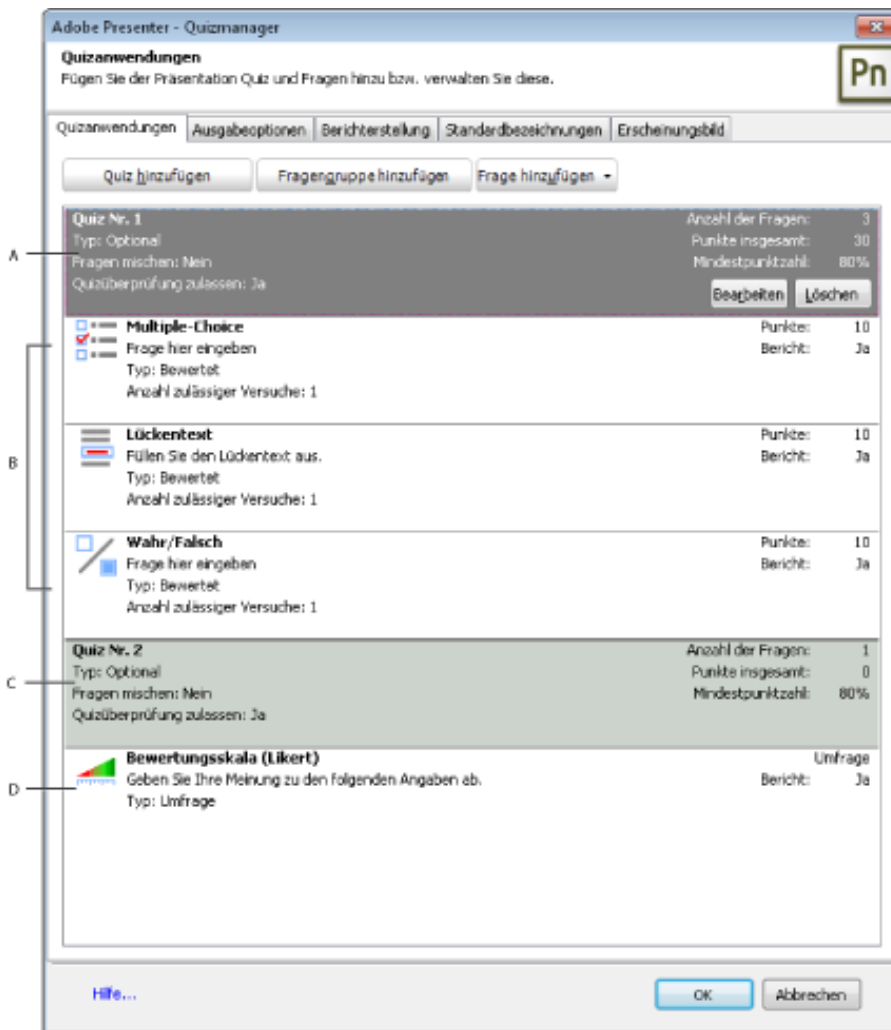 Adobe Presenter - Quizmanager
Quizanwendungen
Fügen Sie der Präsentation Quiz und Fragen hinzu bzw. verwalten Sie diese.
Pn
Quizanwendungen Ausgabeoptionen Berichterstellung Standardbezeichnungen Erscheinungsbild
Quiz hinzufügen Fragengruppe hinzufügen Frage hinzufügen
Quiz Nr. 1 Anzahl der Fragen: 3
A Typ: Optional Punkte insgesamt: 30
Fragen mischen: Nein Mindestpunktzahl: 80%
Quizüberprüfung zulassen: Ja
Bearbeiten Löschen
B
Multiple-Choice Punkte: 10
Frage hier eingeben Bericht: Ja
Typ: Bewertet
Anzahl zulässiger Versuche: 1
Lückentext Punkte: 10
Füllen Sie den Lückentext aus. Bericht: Ja
Typ: Bewertet
Anzahl zulässiger Versuche: 1
Wahr/Falsch Punkte: 10
Frage hier eingeben Bericht: Ja
Typ: Bewertet
Anzahl zulässiger Versuche: 1
Quiz Nr. 2 Anzahl der Fragen: 1
Typ: Optional Punkte insgesamt: 0
C Fragen mischen: Nein Mindestpunktzahl: 80%
Quizüberprüfung zulassen: Ja
Bewertungsskala (Likert) Umfrage
D Geben Sie Ihre Meinung zu den folgenden Angaben ab. Bericht: Ja
Typ: Umfrage
Hilfe... OK Abbrechen